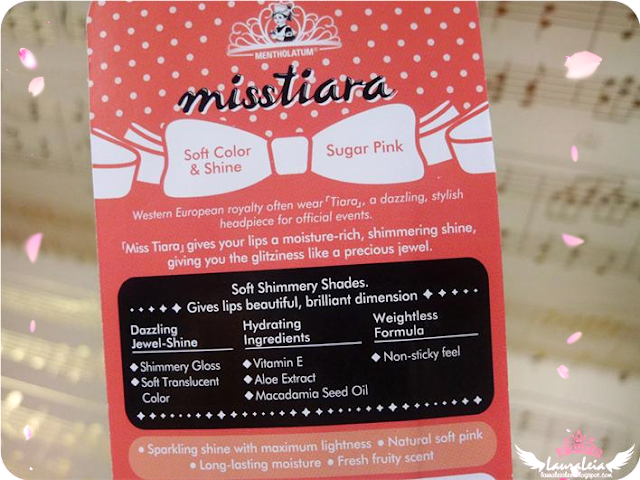 MENTHOLATUM®
misstiara
Soft Color
& Shine
Sugar Pink
Western European royalty often wear「Tiara」, a dazzling, stylish
headpiece for official events.
「Miss Tiara」gives your lips a moisture-rich, shimmering shine,
giving you the glitziness like a precious jewel.
Soft Shimmery Shades.
Gives lips beautiful, brilliant dimension
Dazzling
Jewel-Shine
◆ Shimmery Gloss
◆ Soft Translucent
Color
Hydrating
Ingredients
◆ Vitamin E
◆ Aloe Extract
◆ Macadamia Seed Oil
Weightless
Formula
◆ Non-sticky feel
• Sparkling shine with maximum lightness • Natural soft pink
• Long-lasting moisture • Fresh fruity scent
Lauraleia
lauraleialeia.blogspot.com